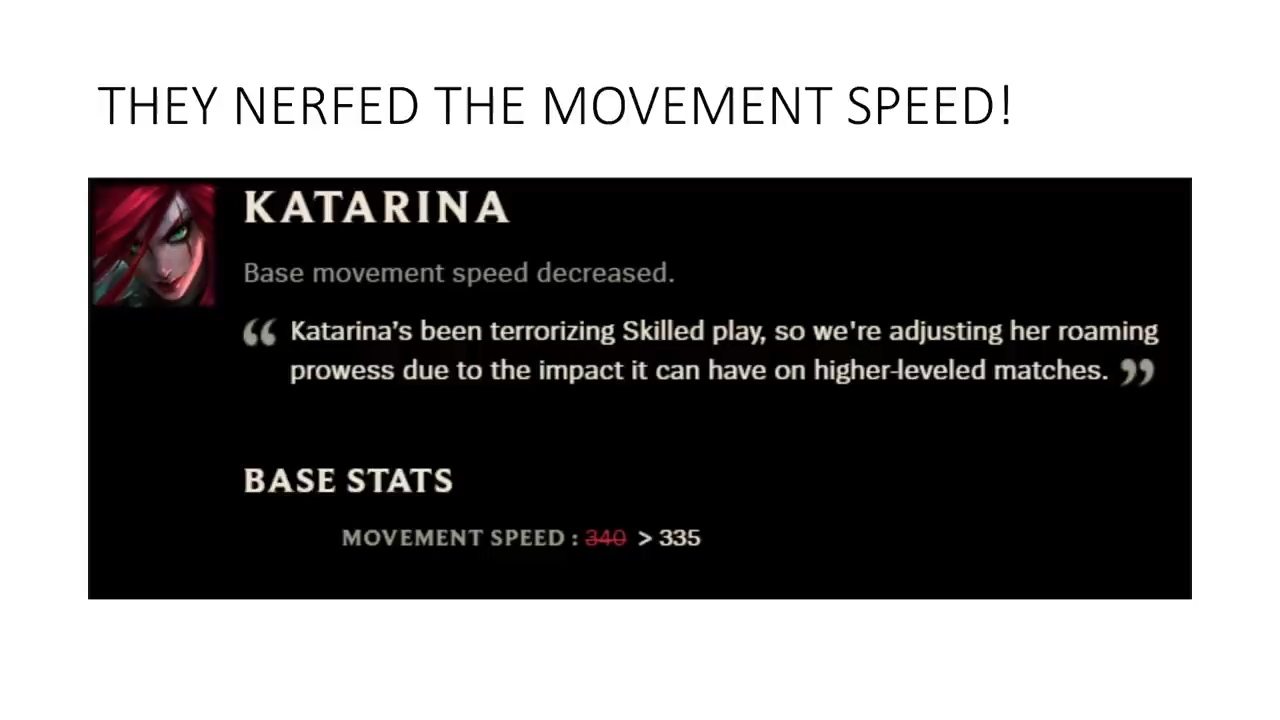 THEY NERFED THE MOVEMENT SPEED!
KATARINA
Base movement speed decreased.
“ Katarina’s been terrorizing Skilled play, so we're adjusting her roaming
prowess due to the impact it can have on higher-leveled matches. ”
BASE STATS
MOVEMENT SPEED : 340 > 335